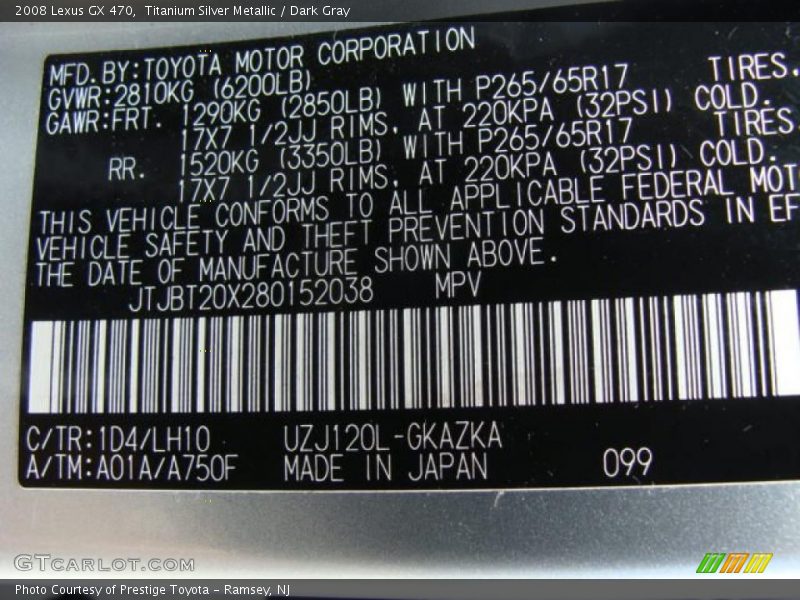 2008 Lexus GX 470,  Titanium Silver Metallic / Dark Gray
MFD.BY:TOYOTA MOTOR CORPORATION
GVWR:2810KG (6200LB)
GAWR:FRT. 1290KG (2850LB) WITH P265/65R17 TIRES.
17X7 1/2JJ RIMS. AT 220KPA (32PSI) COLD.
RR. 1520KG (3350LB) WITH P265/65R17 TIRES.
17X7 1/2JJ RIMS. AT 220KPA (32PSI) COLD.
THIS VEHICLE CONFORMS TO ALL APPLICABLE FEDERAL MOT
VEHICLE SAFETY AND THEFT PREVENTION STANDARDS IN EF
THE DATE OF MANUFACTURE SHOWN ABOVE.
JTJBT20X280152038 MPV
C/TR:1D4/LH10 UZJ120L-GKAZKA
A/TM:A01A/A750F MADE IN JAPAN 099
GTCARLOT.COM
Photo Courtesy of Prestige Toyota - Ramsey, NJ